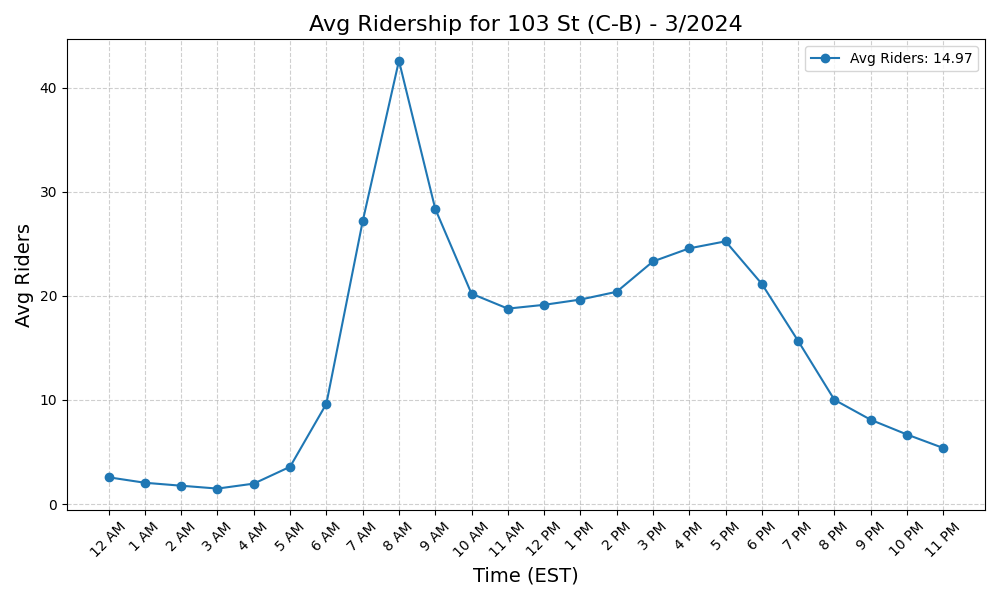 Avg Ridership for 103 St (C-B) - 3/2024
Avg Riders: 14.97
Avg Riders
40
30
20
10
0
12 AM
1 AM
2 AM
3 AM
4 AM
5 AM
6 AM
7 AM
8 AM
9 AM
10 AM
11 AM
12 PM
1 PM
2 PM
3 PM
4 PM
5 PM
6 PM
7 PM
8 PM
9 PM
10 PM
11 PM
Time (EST)